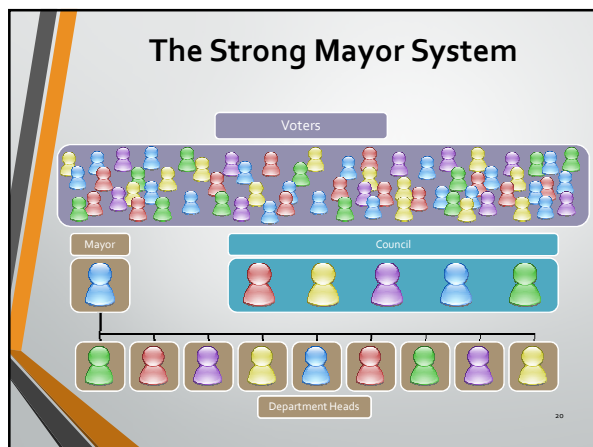 The Strong Mayor System
Voters
Mayor
Council
Department Heads
20